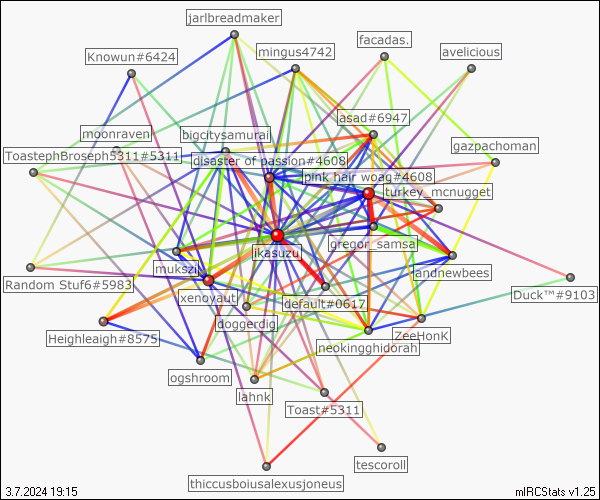 jarlbreadmaker
mingus4742
facadas.
avelicious
Knowun#6424
asad#6947
moonraven
bigcitysamurai
gazpachoman
ToastephBroseph5311#5311
disaster of passion#4608
pink hair woag#4608
turkey_mcnugget
gregor_samsa
ikasuzu
mukszi
andnewbees
Random Stuf6#5983
xenoyaut
default#0617
Duck™#9103
doggerdig
Heighleaigh#8575
ZeeHonK
neokingghidorah
ogshroom
lahnk
Toast#5311
tescoroll
thiccusboiusalexusjoneus
3.7.2024 19:15
mIRCStats v1.25